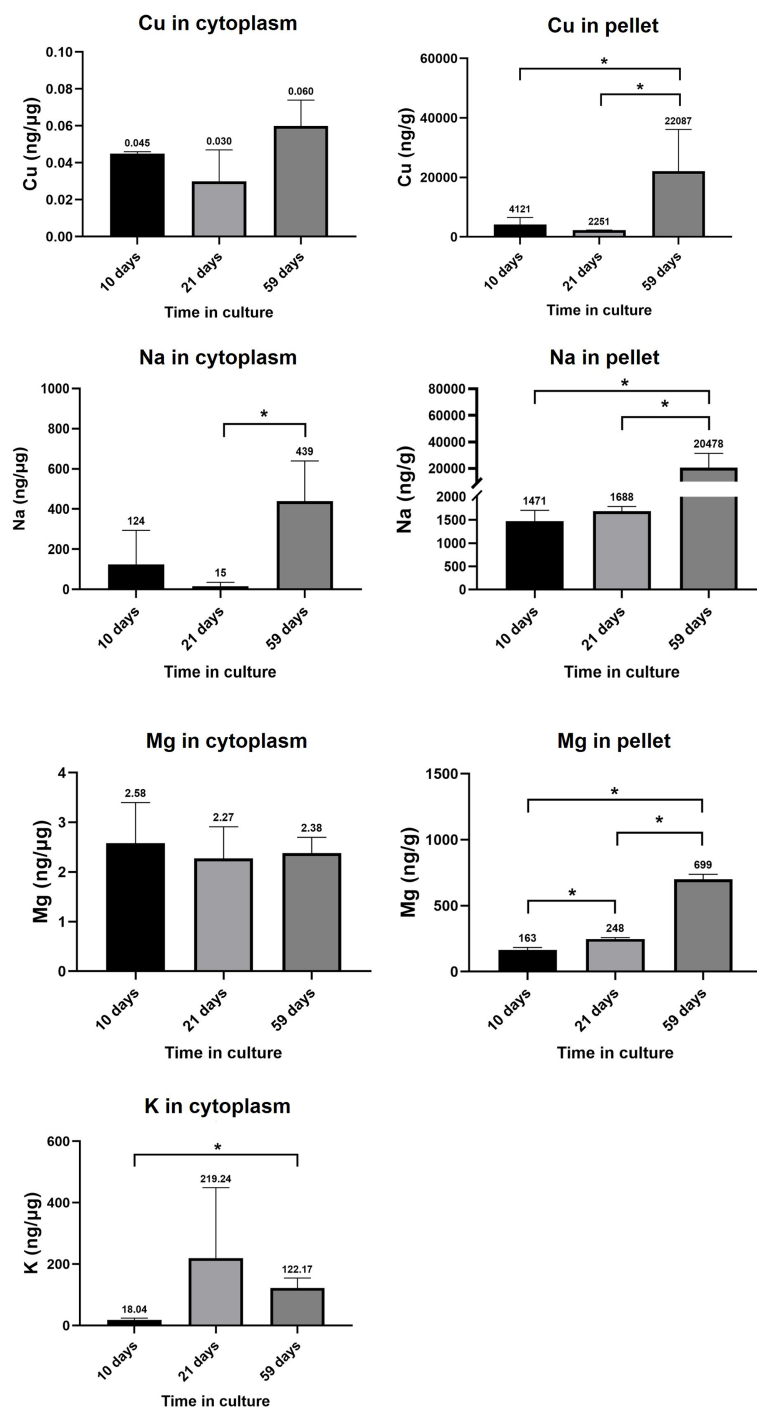 Cu in cytoplasm
Cu (ng/µg)
0.10
0.08
0.06
0.04
0.02
0.00
0.045
0.030
0.060
10 days
21 days
59 days
Time in culture
Cu in pellet
Cu (ng/g)
60000
40000
20000
0
*
*
4121
2251
22087
10 days
21 days
59 days
Time in culture
Na in cytoplasm
Na (ng/µg)
1000
800
600
400
200
0
*
124
15
439
10 days
21 days
59 days
Time in culture
Na in pellet
Na (ng/g)
80000
60000
40000
20000
2000
1500
1000
500
0
*
*
1471
1688
20478
10 days
21 days
59 days
Time in culture
Mg in cytoplasm
Mg (ng/µg)
4
3
2
1
0
2.58
2.27
2.38
10 days
21 days
59 days
Time in culture
Mg in pellet
Mg (ng/g)
1500
1000
500
0
*
*
*
163
248
699
10 days
21 days
59 days
Time in culture
K in cytoplasm
K (ng/µg)
600
400
200
0
*
18.04
219.24
122.17
10 days
21 days
59 days
Time in culture